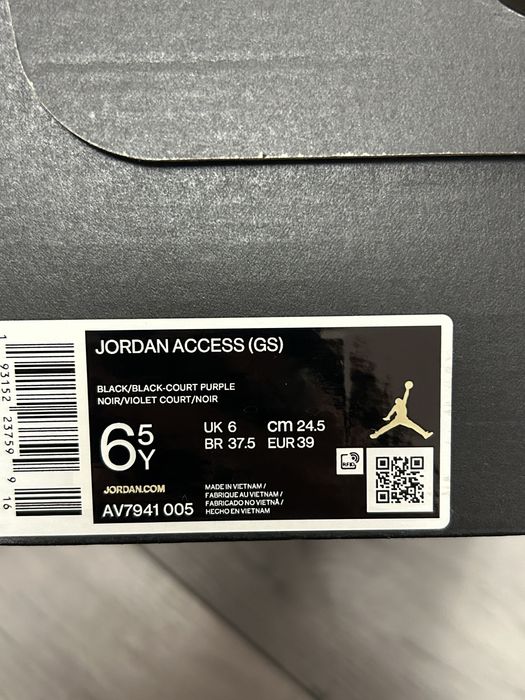 JORDAN ACCESS (GS)
BLACK/BLACK-COURT PURPLE
NOIR/VIOLET COURT/NOIR
6 5Y
UK 6 cm 24.5
BR 37.5 EUR 39
RFID
JORDAN.COM
AV7941 005
MADE IN VIETNAM /
FABRIQUE AU VIETNAM /
FABRICADO NO VIETNÃ /
HECHO EN VIETNAM
1 93152 23759 9 16